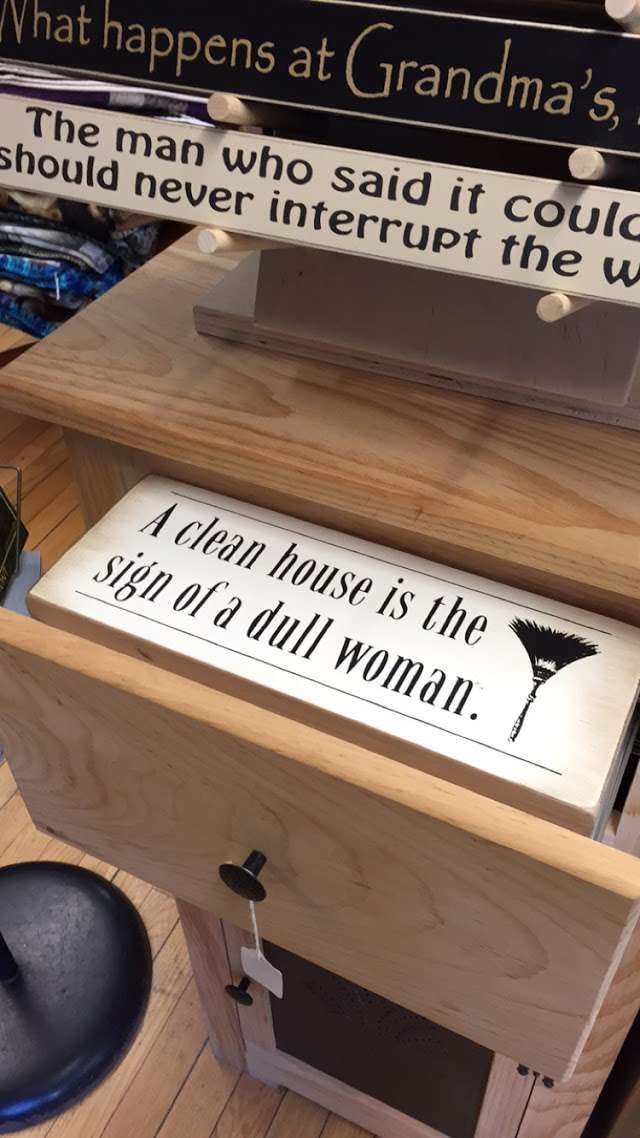 What happens at Grandma's,
The man who said it
should never interrupt the
A clean house is the
sign of a dull woman.